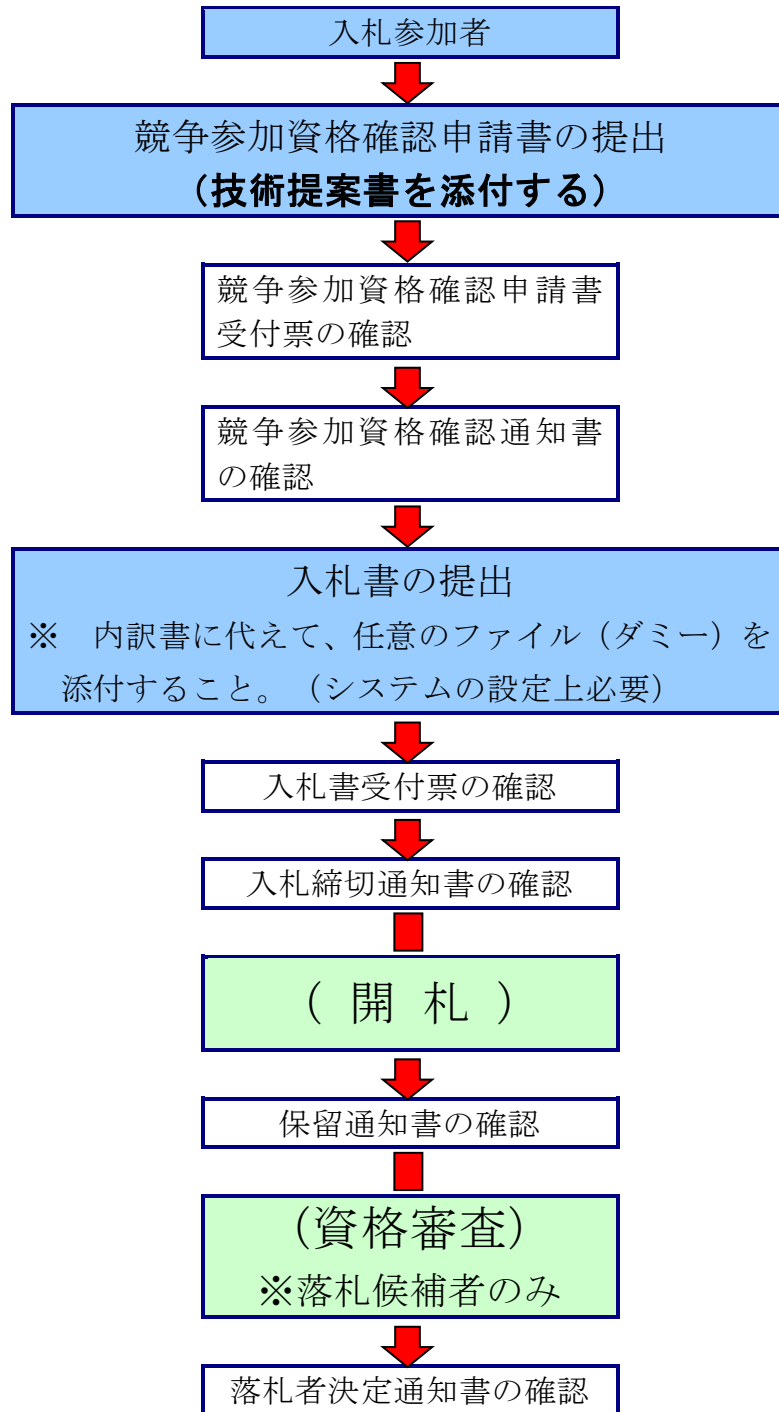 入札参加者
競争参加資格確認申請書の提出
（技術提案書を添付する）
競争参加資格確認申請書
受付票の確認
競争参加資格確認通知書
の確認
入札書の提出
※　内訳書に代えて、任意のファイル（ダミー）を
添付すること。（システムの設定上必要）
入札書受付票の確認
入札締切通知書の確認
（ 開 札 ）
保留通知書の確認
（資格審査）
※落札候補者のみ
落札者決定通知書の確認